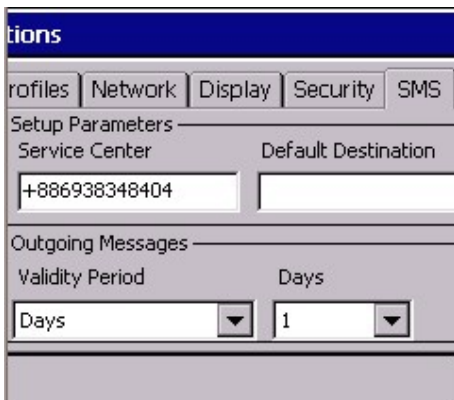 tions
rofiles Network Display Security SMS
Setup Parameters
Service Center Default Destination
+886938348404
Outgoing Messages
Validity Period Days
Days 1